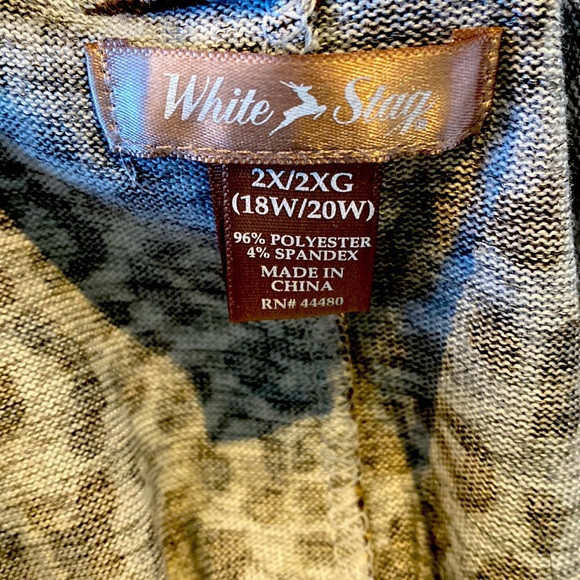 White Stag
2X/2XG
(18W/20W)
96% POLYESTER
4% SPANDEX
MADE IN
CHINA
RN# 44480